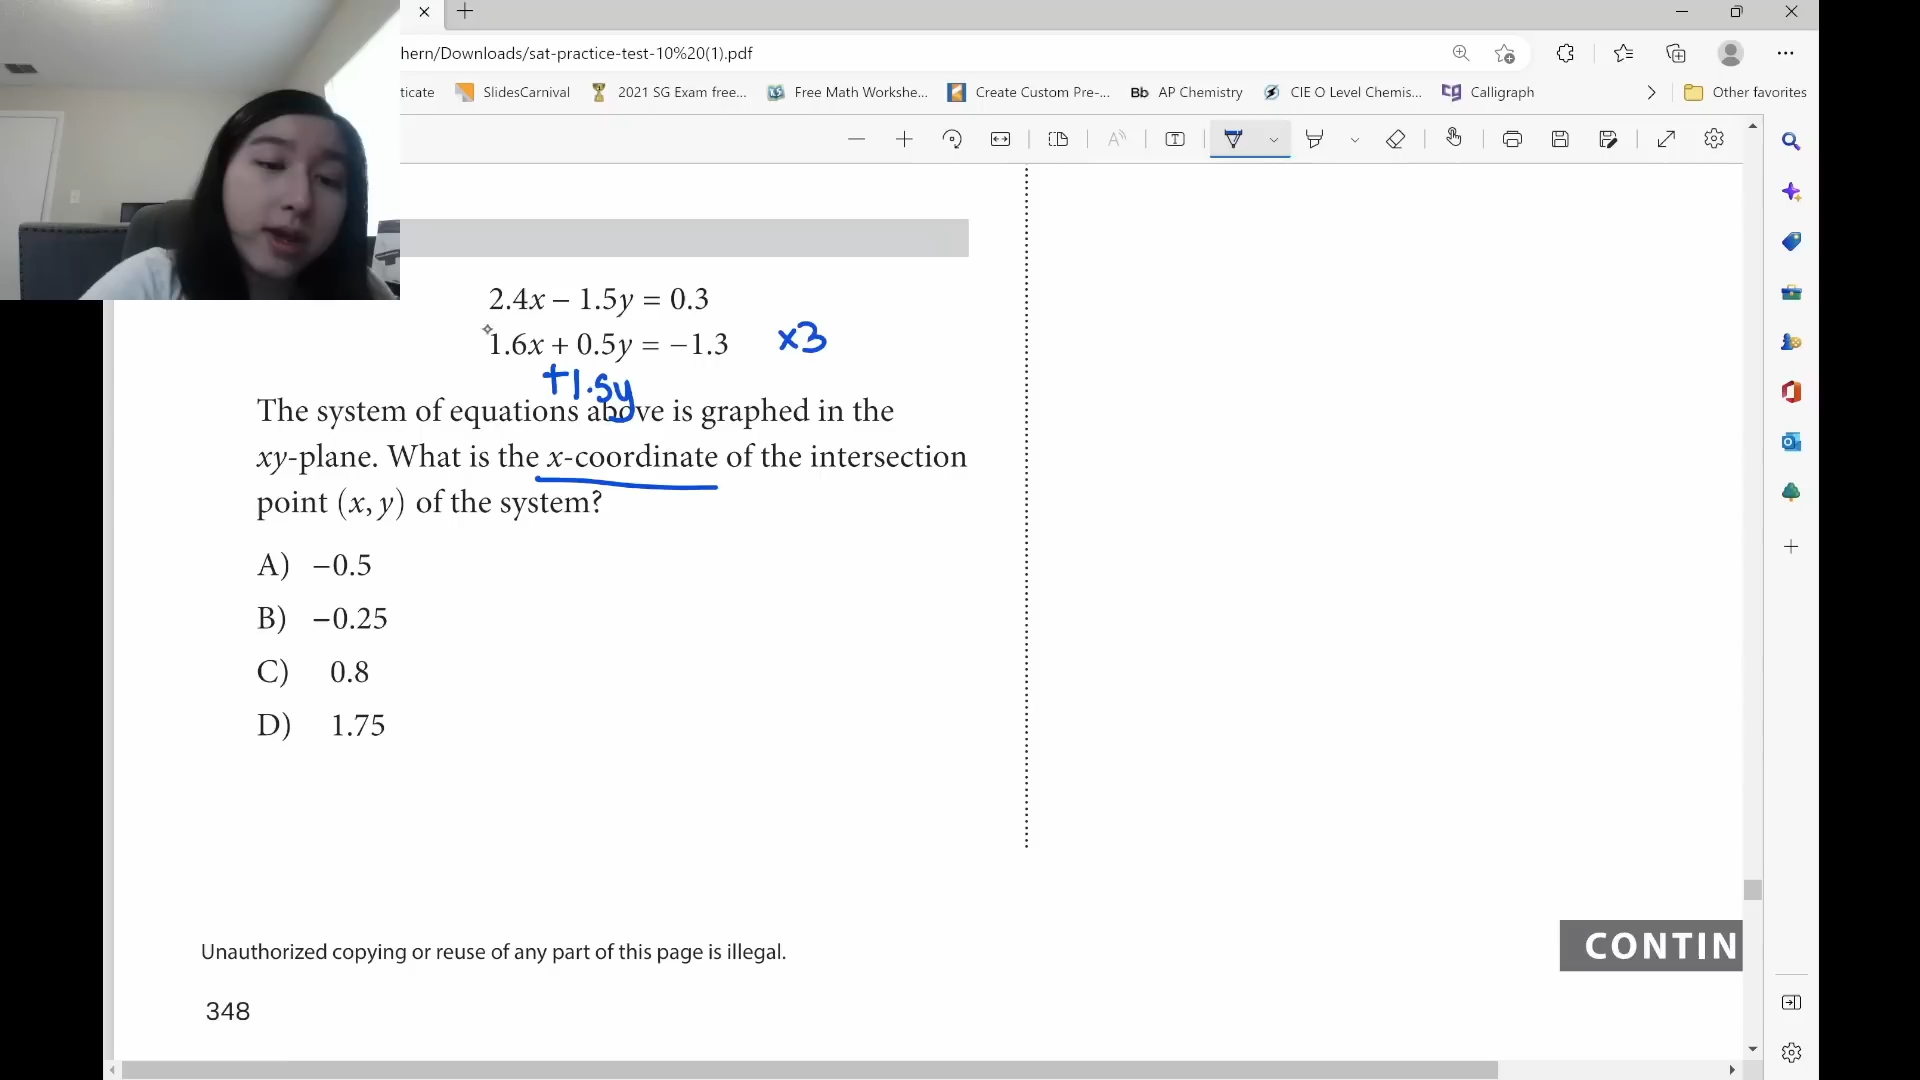 hern/Downloads/sat-practice-test-10%20(1).pdf
ticate SlidesCarnival 2021 SG Exam free... Free Math Workshe... Create Custom Pre-... Bb AP Chemistry CIE O Level Chemis... Calligraph Other favorites
2.4x − 1.5y = 0.3
1.6x + 0.5y = −1.3 x3
+1.5y
The system of equations above is graphed in the
xy-plane. What is the x-coordinate of the intersection
point (x, y) of the system?
A) −0.5
B) −0.25
C) 0.8
D) 1.75
Unauthorized copying or reuse of any part of this page is illegal.
CONTIN
348